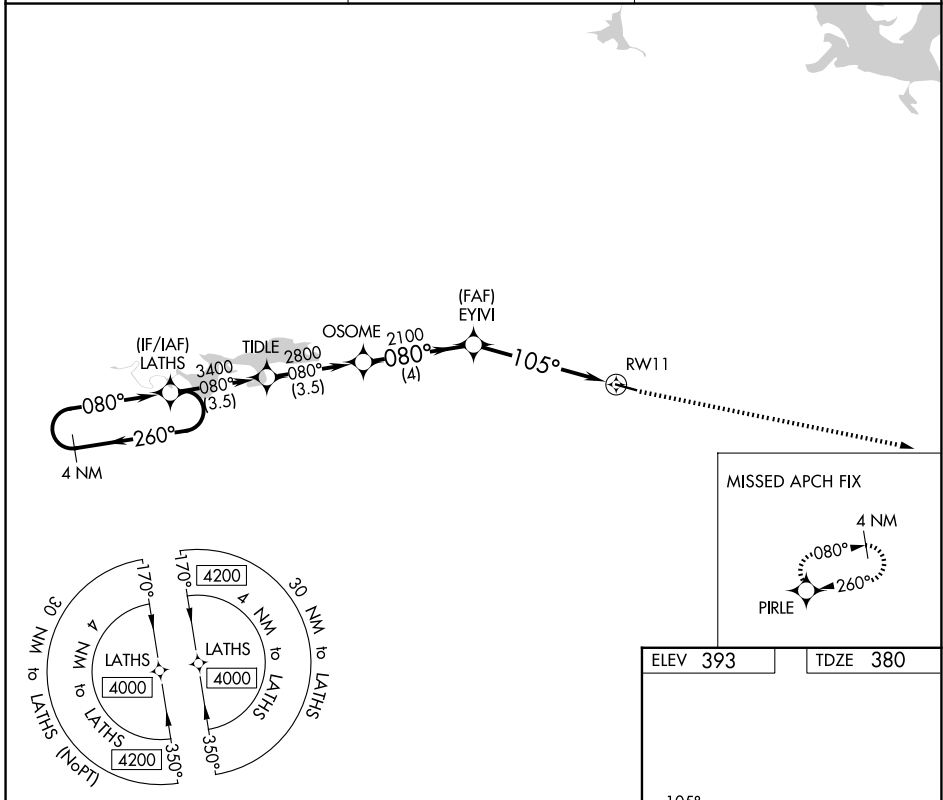 (FAF)
EYIVI
(IF/IAF)
LATHS
TIDLE
OSOME
RW11
3400
080°
(3.5)
2800
080°
(3.5)
2100
080°
(4)
105°
080°
260°
4 NM
MISSED APCH FIX
4 NM
080°
260°
PIRLE
170°
30 NM to LATHS (NoPT)
4 NM to LATHS
LATHS
4000
4200
350°
170°
4200
30 NM to LATHS
4 NM to LATHS
LATHS
4000
350°
ELEV 393
TDZE 380
105°